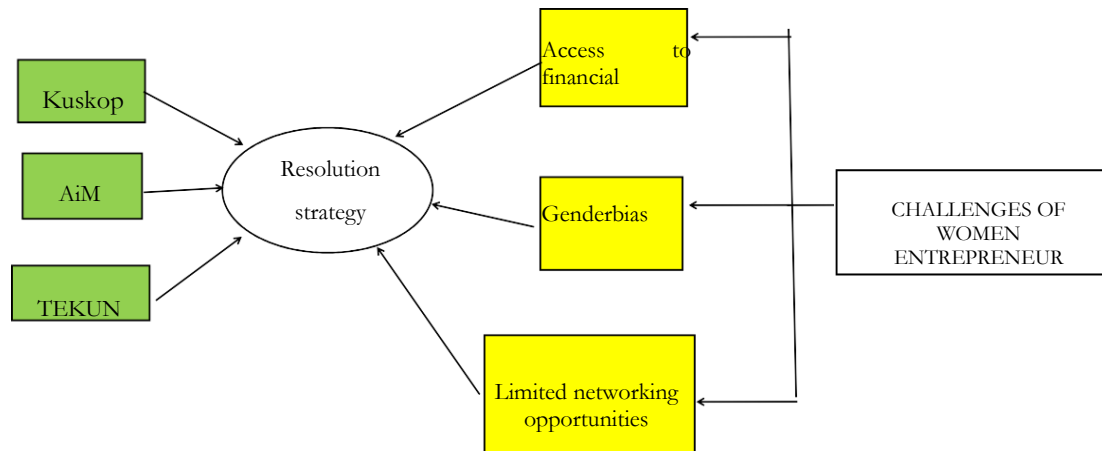 Access to
financial
Kuskop
Resolution
strategy
AiM
Genderbias
CHALLENGES OF
WOMEN
ENTREPRENEUR
TEKUN
Limited networking
opportunities